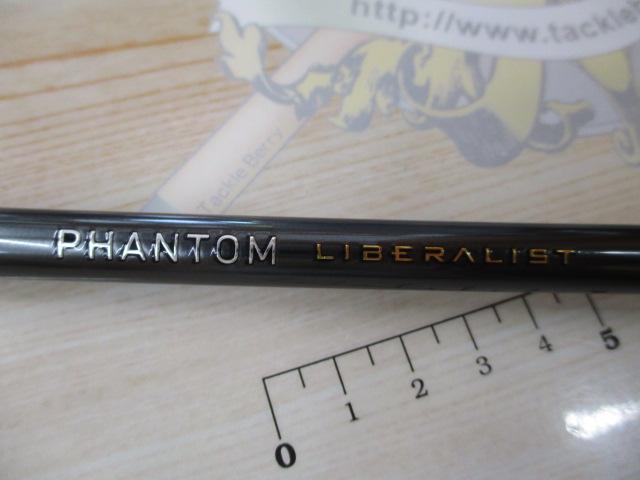 http://www.tackle
Tackle Berry
PHANTOM LIBERALIST
0 1 2 3 4 5